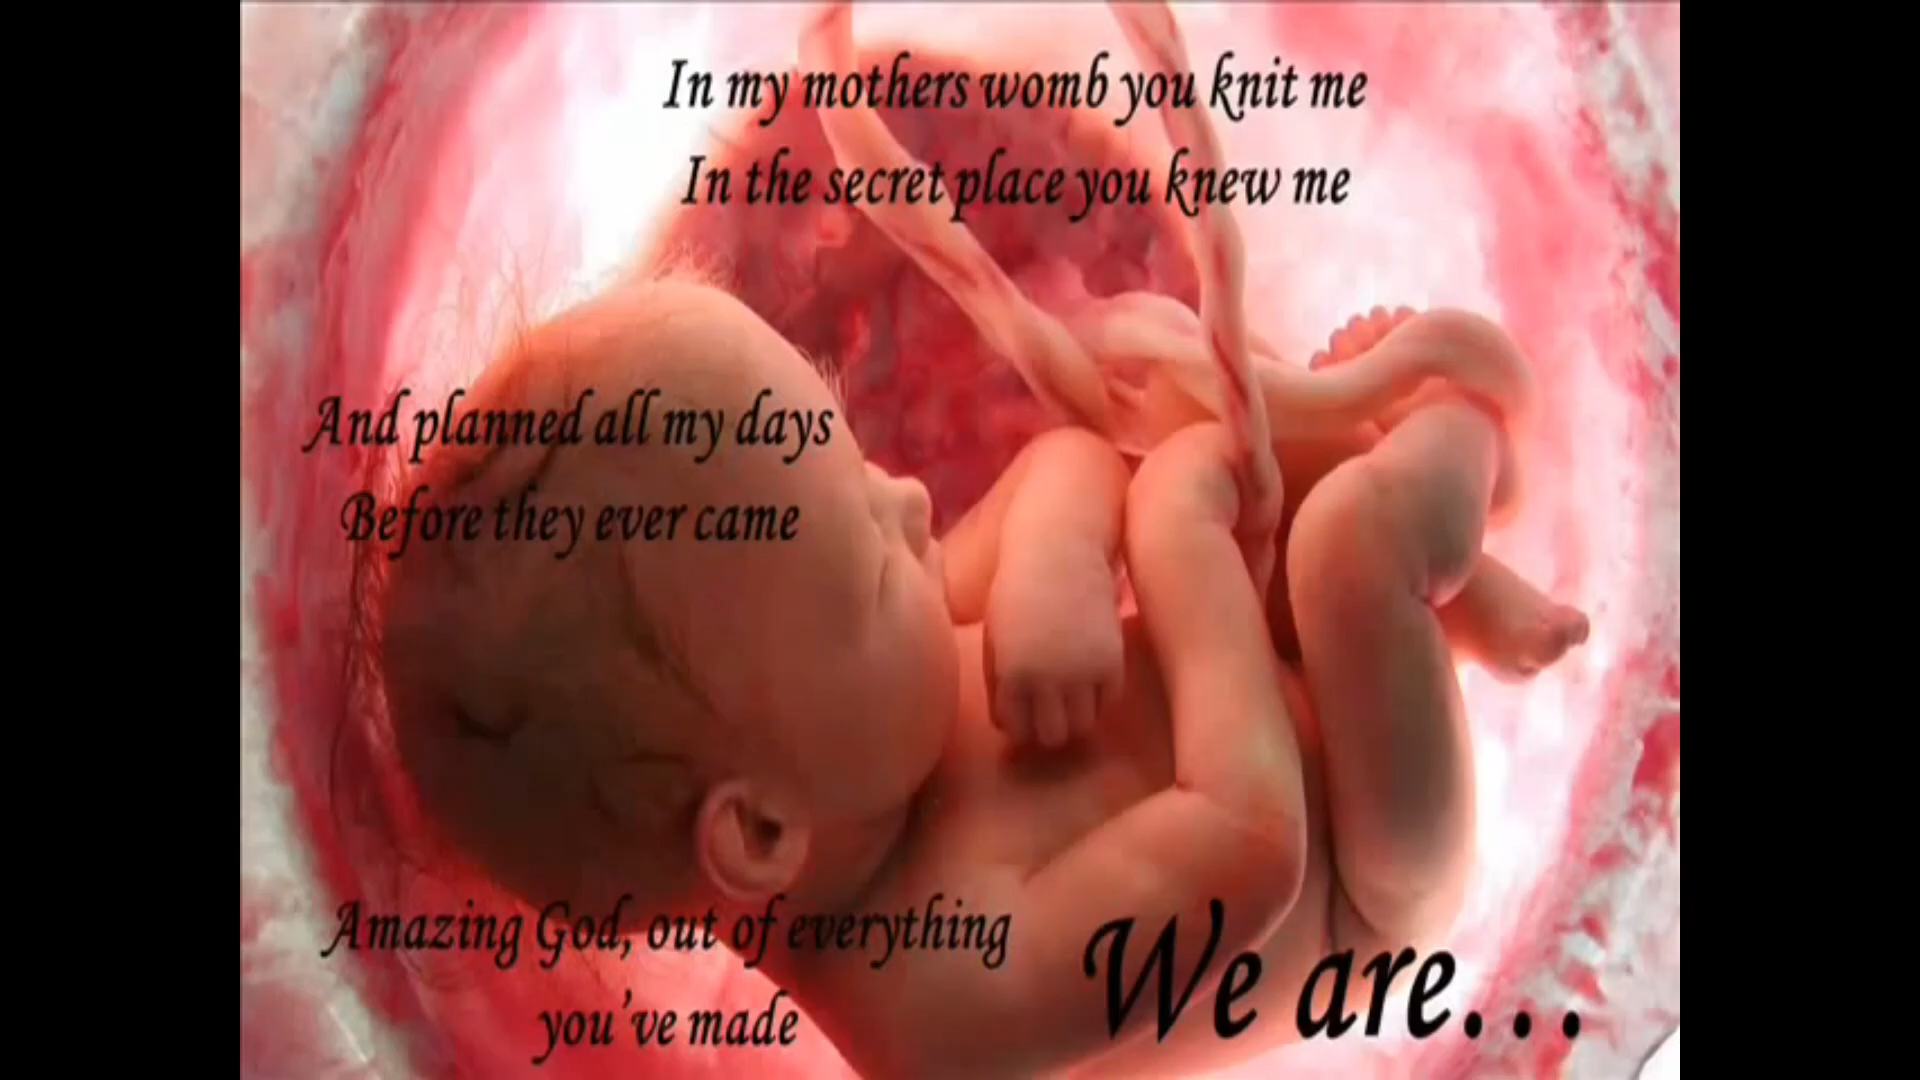 In my mothers womb you knit me
In the secret place you knew me
And planned all my days
Before they ever came
Amazing God, out of everything
you've made
We are...